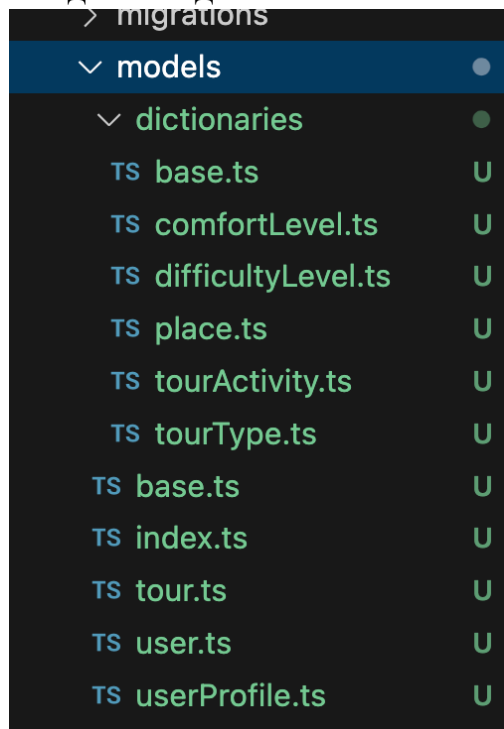 migrations
models
dictionaries
TS base.ts U
TS comfortLevel.ts U
TS difficultyLevel.ts U
TS place.ts U
TS tourActivity.ts U
TS tourType.ts U
TS base.ts U
TS index.ts U
TS tour.ts U
TS user.ts U
TS userProfile.ts U